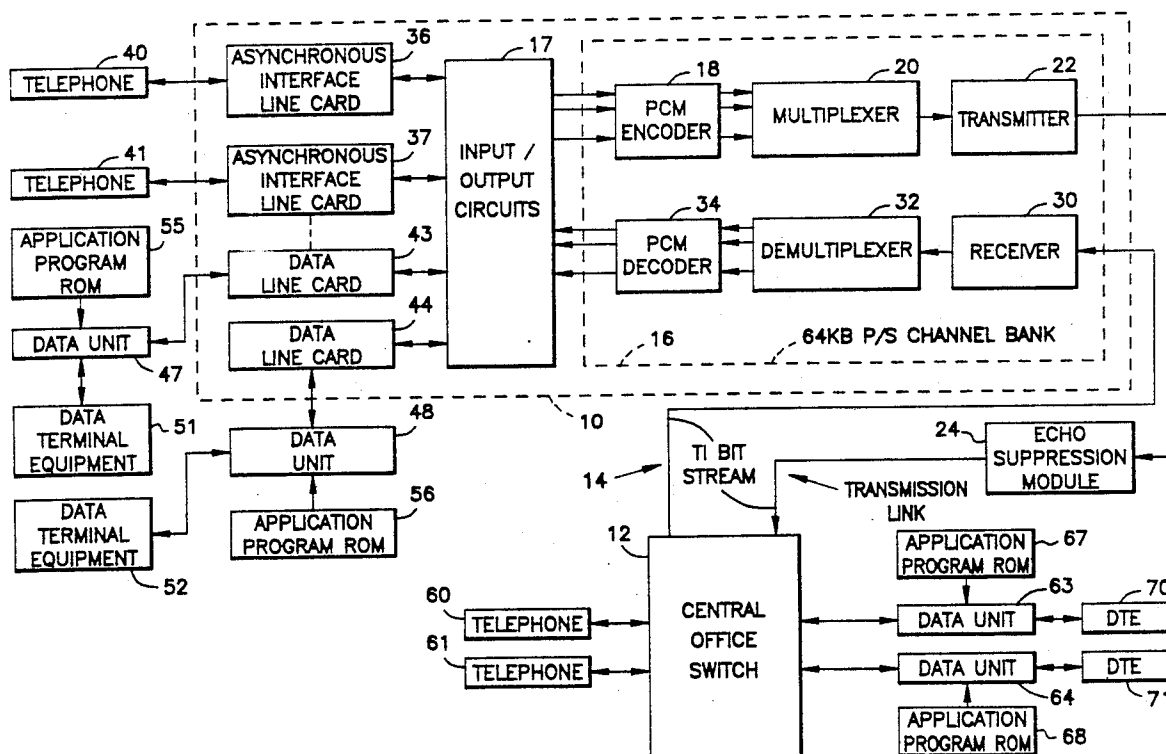 40
TELEPHONE
36
ASYNCHRONOUS
INTERFACE
LINE CARD
17
INPUT /
OUTPUT
CIRCUITS
18
PCM
ENCODER
20
MULTIPLEXER
22
TRANSMITTER
41
TELEPHONE
37
ASYNCHRONOUS
INTERFACE
LINE CARD
34
PCM
DECODER
32
DEMULTIPLEXER
30
RECEIVER
55
APPLICATION
PROGRAM
ROM
43
DATA
LINE CARD
44
DATA
LINE CARD
16
64KB P/S CHANNEL BANK
DATA UNIT
47
10
DATA
TERMINAL
EQUIPMENT
51
48
DATA
UNIT
DATA
TERMINAL
EQUIPMENT
52
56
APPLICATION
PROGRAM ROM
14
TI BIT
STREAM
TRANSMISSION
LINK
24
ECHO
SUPPRESSION
MODULE
12
CENTRAL
OFFICE
SWITCH
60
TELEPHONE
61
TELEPHONE
APPLICATION
PROGRAM ROM
67
63
DATA UNIT
70
DTE
DATA UNIT
64
DTE
71
APPLICATION
PROGRAM ROM
68